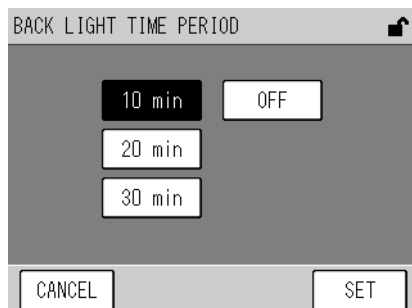 BACK LIGHT TIME PERIOD
10 min OFF
20 min
30 min
CANCEL SET